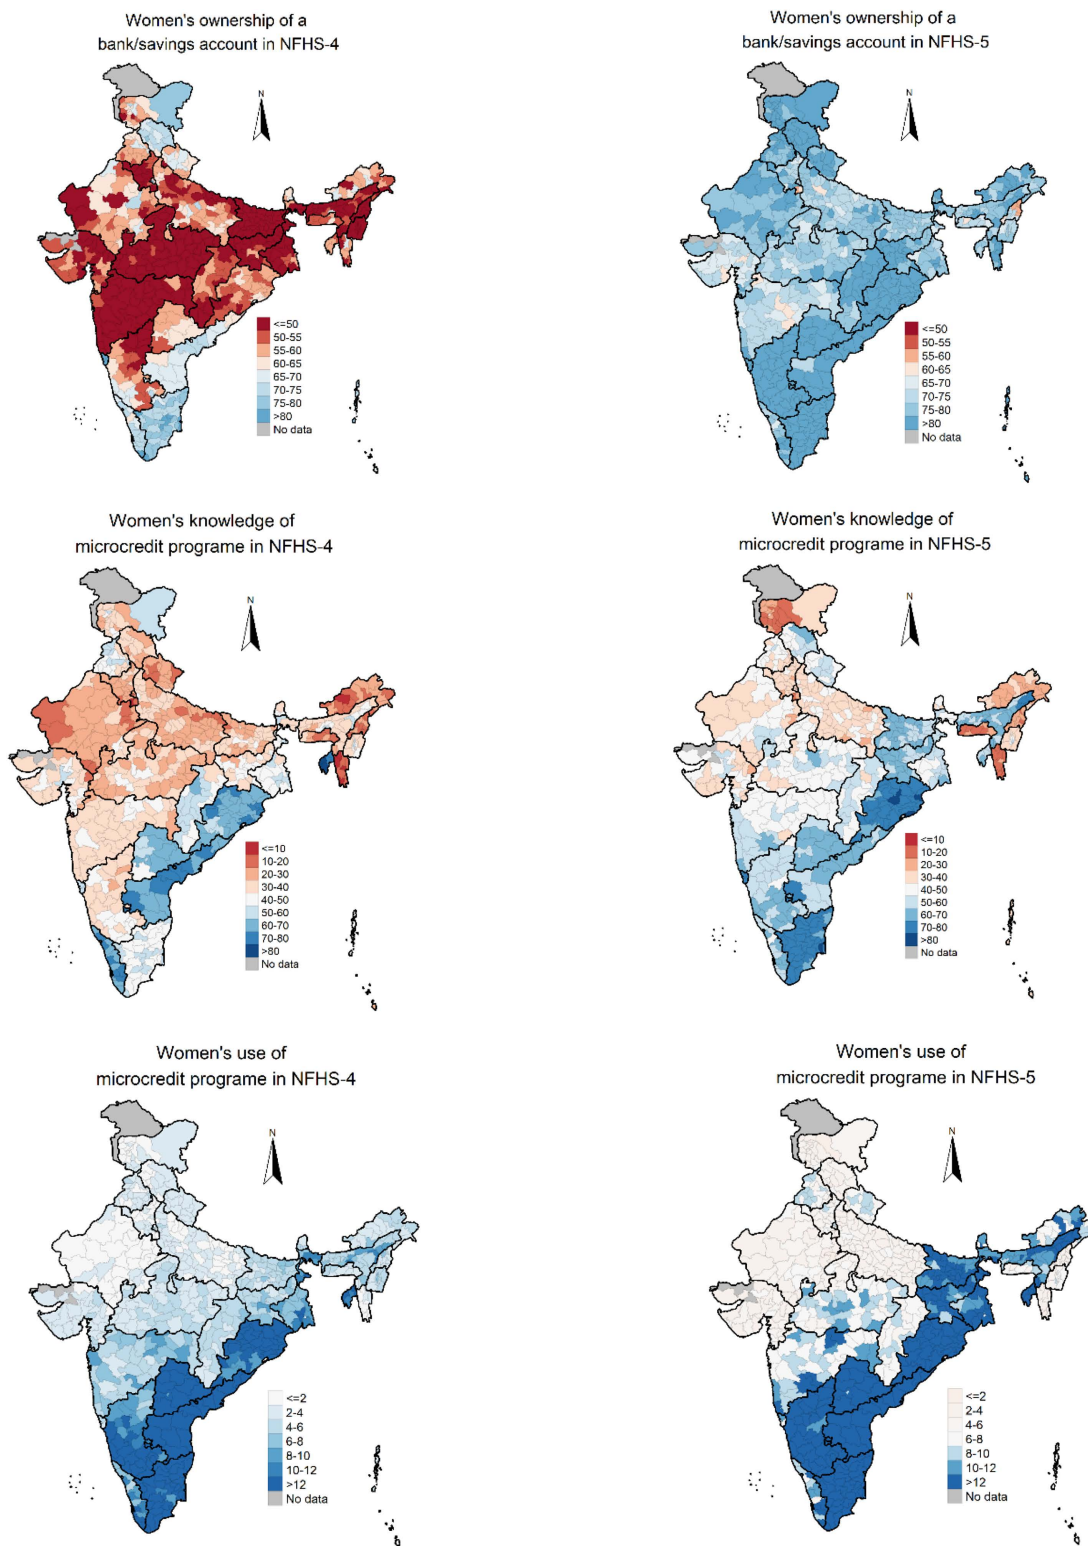 Women's ownership of a
bank/savings account in NFHS-4
N
<=50
50-55
55-60
60-65
65-70
70-75
75-80
>80
No data
Women's ownership of a
bank/savings account in NFHS-5
N
<=50
50-55
55-60
60-65
65-70
70-75
75-80
>80
No data
Women's knowledge of
microcredit programe in NFHS-4
N
<=10
10-20
20-30
30-40
40-50
50-60
60-70
70-80
>80
No data
Women's knowledge of
microcredit programe in NFHS-5
N
<=10
10-20
20-30
30-40
40-50
50-60
60-70
70-80
>80
No data
Women's use of
microcredit programe in NFHS-4
N
<=2
2-4
4-6
6-8
8-10
10-12
>12
No data
Women's use of
microcredit programe in NFHS-5
N
<=2
2-4
4-6
6-8
8-10
10-12
>12
No data